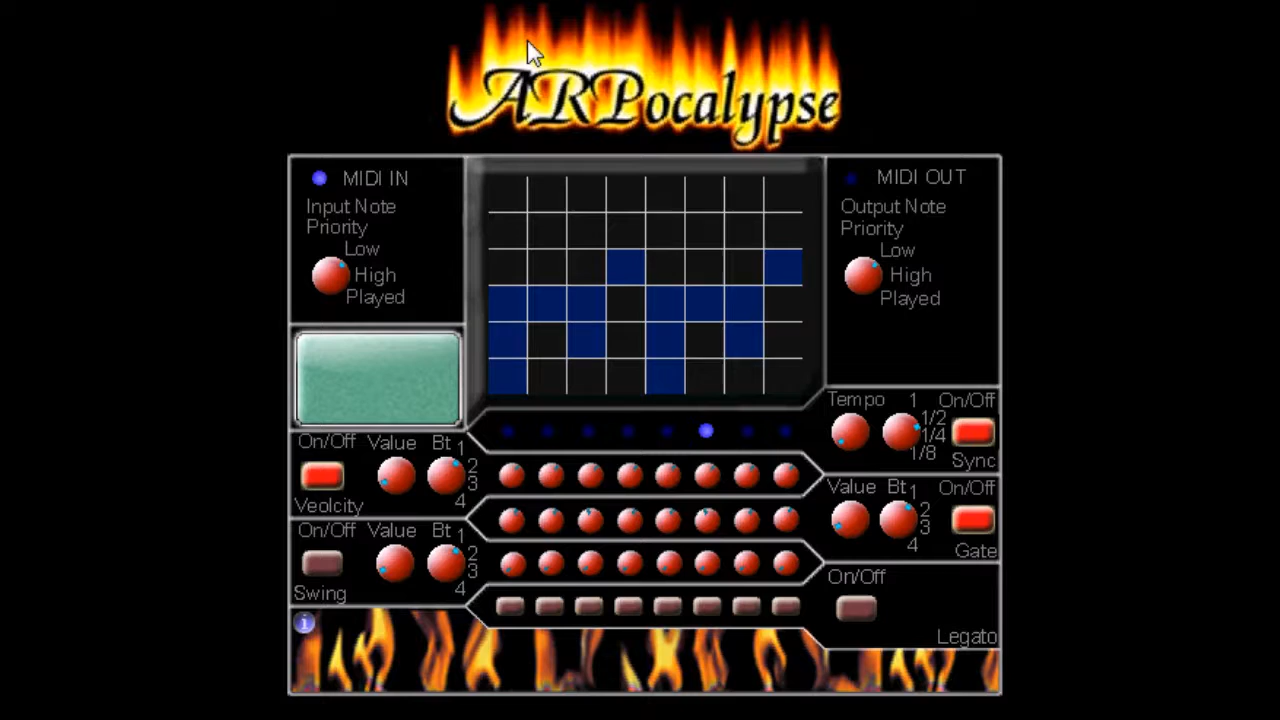 ARPocalypse
MIDI IN
Input Note
Priority
Low
High
Played
MIDI OUT
Output Note
Priority
Low
High
Played
On/Off Value Bt 1
2
3
4
Veolcity
On/Off Value Bt 1
2
3
4
Swing
i
Tempo 1 On/Off
1/2
1/4
1/8
Sync
Value Bt 1 On/Off
2
3
4
Gate
On/Off
Legato